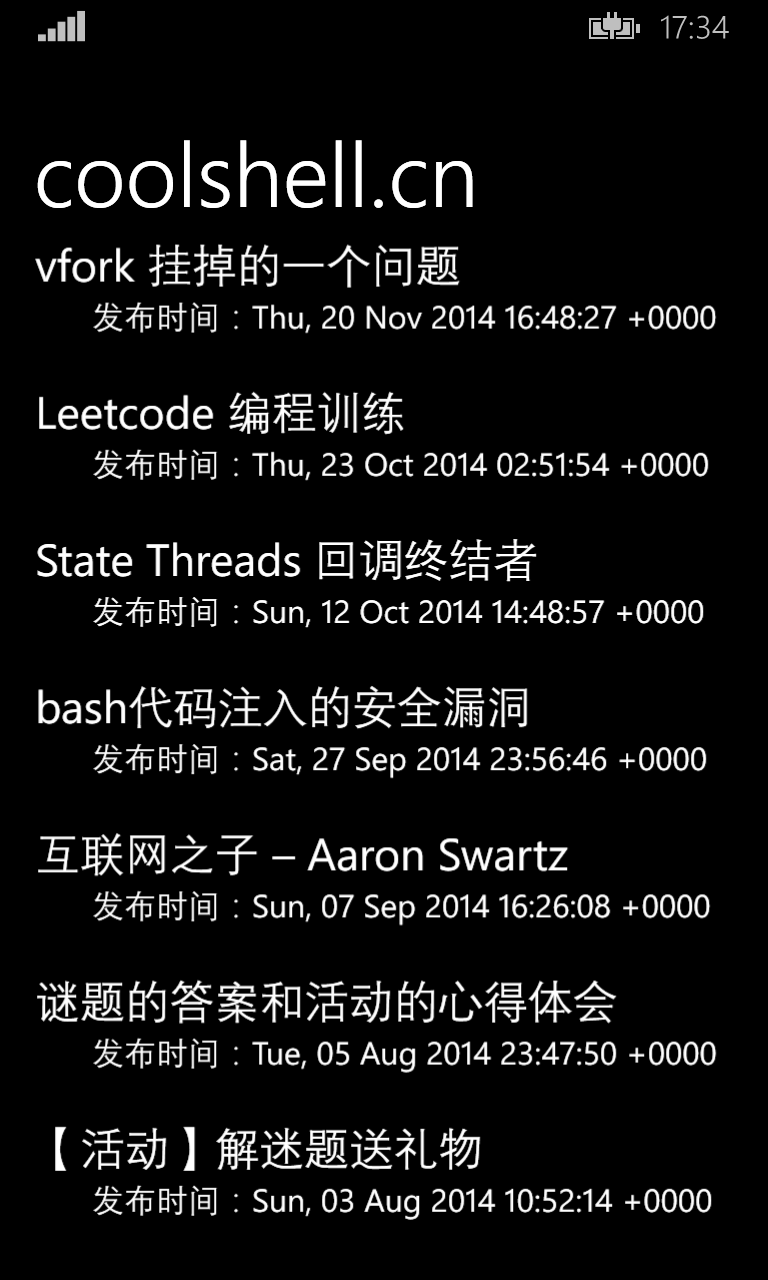 17:34
coolshell.cn
vfork 挂掉的一个问题
发布时间：Thu, 20 Nov 2014 16:48:27 +0000
Leetcode 编程训练
发布时间：Thu, 23 Oct 2014 02:51:54 +0000
State Threads 回调终结者
发布时间：Sun, 12 Oct 2014 14:48:57 +0000
bash代码注入的安全漏洞
发布时间：Sat, 27 Sep 2014 23:56:46 +0000
互联网之子 – Aaron Swartz
发布时间：Sun, 07 Sep 2014 16:26:08 +0000
谜题的答案和活动的心得体会
发布时间：Tue, 05 Aug 2014 23:47:50 +0000
【活动】解迷题送礼物
发布时间：Sun, 03 Aug 2014 10:52:14 +0000